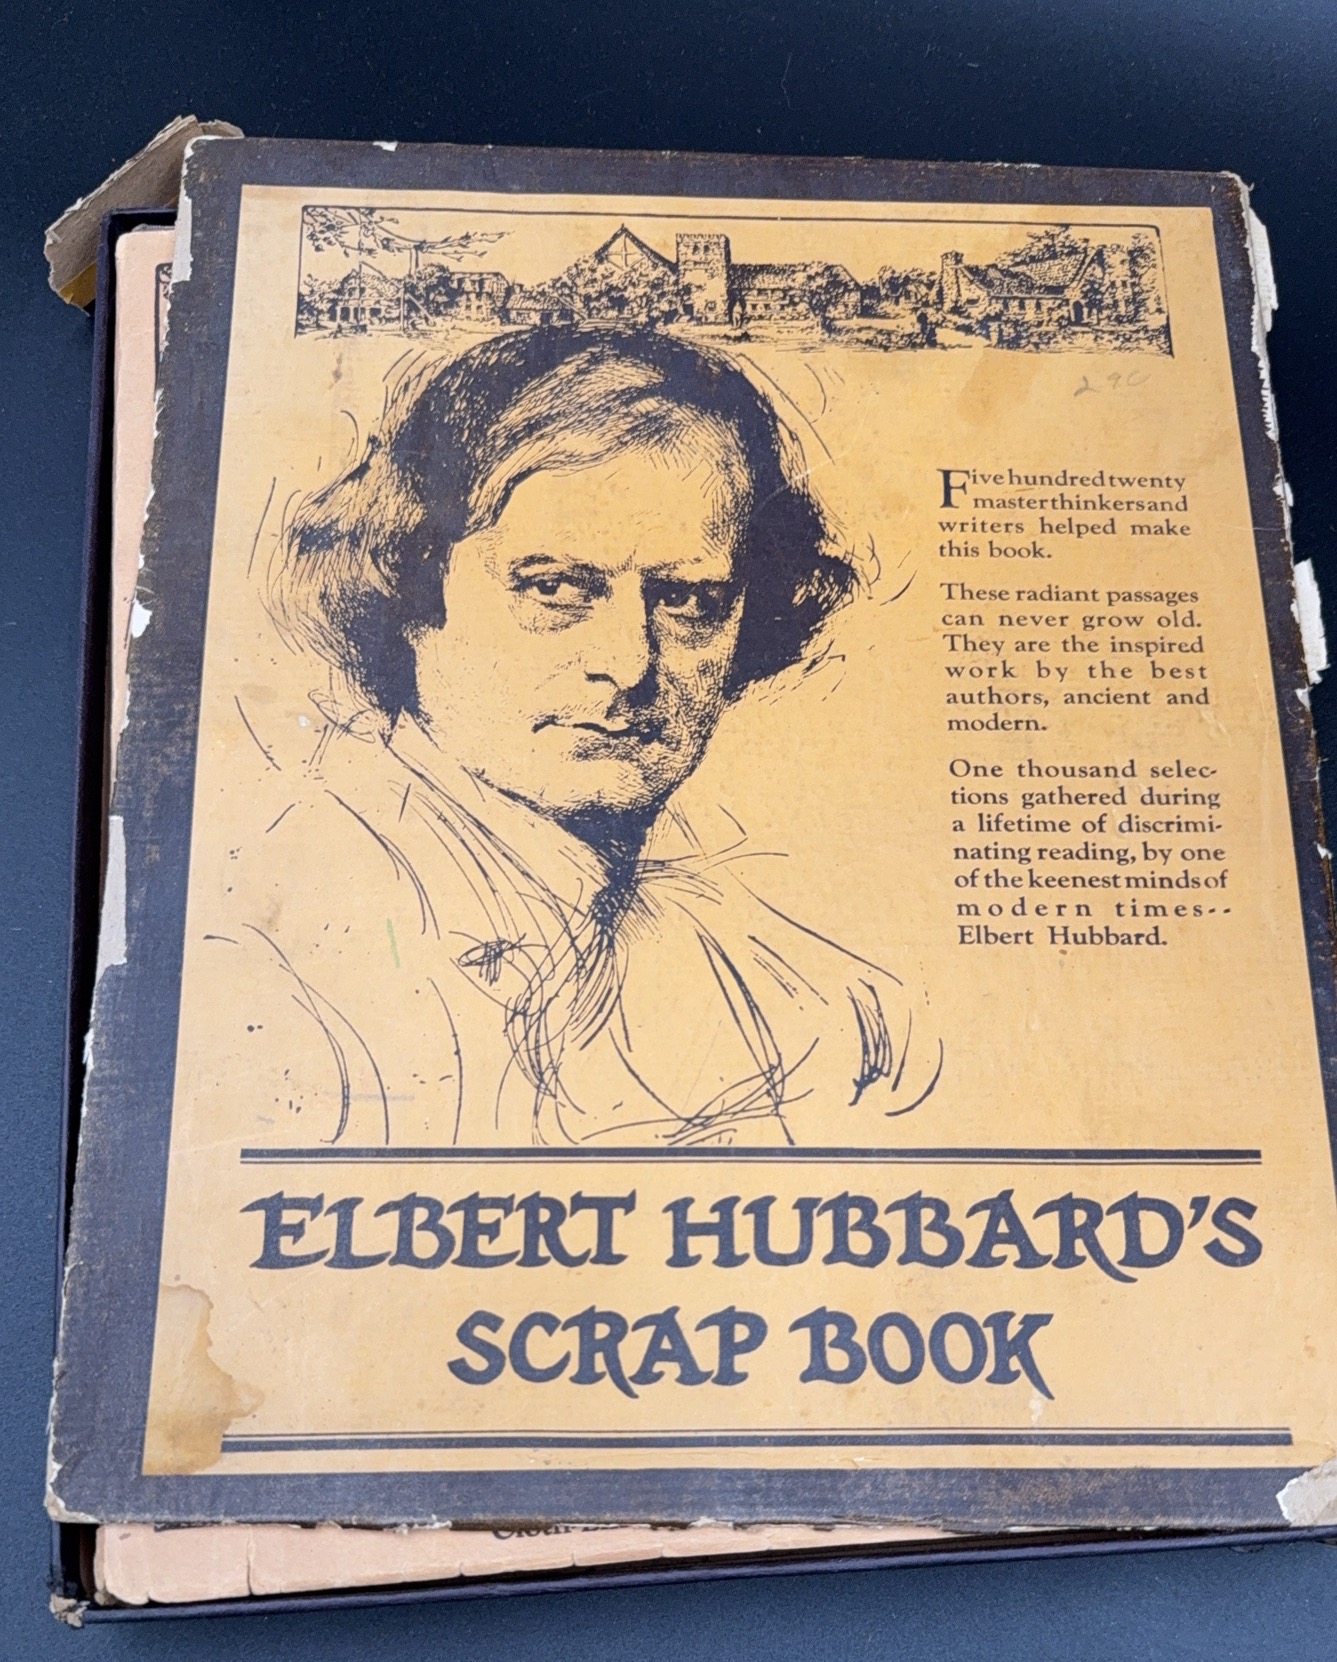 290
Five hundred twenty
master thinkers and
writers helped make
this book.
These radiant passages
can never grow old.
They are the inspired
work by the best
authors, ancient and
modern.
One thousand selec-
tions gathered during
a lifetime of discrimi-
nating reading, by one
of the keenest minds of
modern times--
Elbert Hubbard.
ELBERT HUBBARD'S
SCRAP BOOK